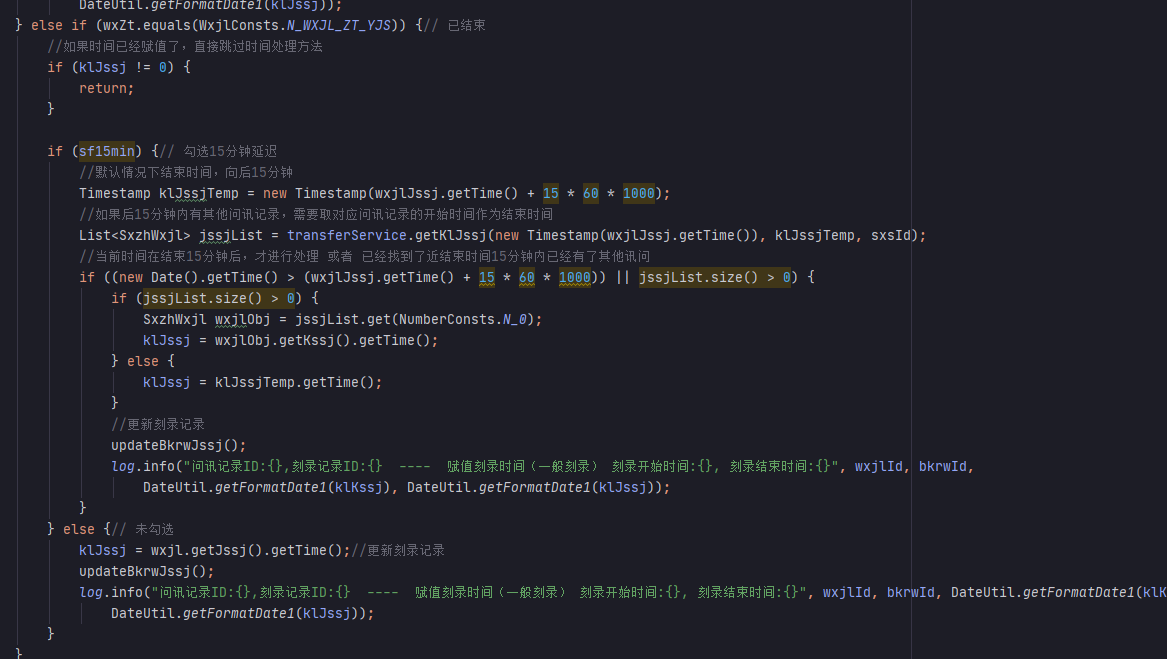 DateUtil.getFormatDate1(klJssj));
} else if (wxZt.equals(WxjlConsts.N_WXJL_ZT_YJS)) {// 已结束
//如果时间已经赋值了，直接跳过时间处理方法
if (klJssj != 0) {
return;
}
if (sf15min) {// 勾选15分钟延迟
//默认情况下结束时间，向后15分钟
Timestamp klJssjTemp = new Timestamp(wxjlJssj.getTime() + 15 * 60 * 1000);
//如果后15分钟内有其他问讯记录，需要取对应问讯记录的开始时间作为结束时间
List<SxzhWxjl> jssjList = transferService.getKlJssj(new Timestamp(wxjlJssj.getTime()), klJssjTemp, sxsId);
//当前时间在结束15分钟后，才进行处理 或者 已经找到了近结束时间15分钟内已经有了其他讯问
if ((new Date().getTime() > (wxjlJssj.getTime() + 15 * 60 * 1000)) || jssjList.size() > 0) {
if (jssjList.size() > 0) {
SxzhWxjl wxjlObj = jssjList.get(NumberConsts.N_0);
klJssj = wxjlObj.getKssj().getTime();
} else {
klJssj = klJssjTemp.getTime();
}
//更新刻录记录
updateBkrwJssj();
log.info("问讯记录ID:{},刻录记录ID:{}  ----  赋值刻录时间（一般刻录） 刻录开始时间:{}, 刻录结束时间:{}", wxjlId, bkrwId,
DateUtil.getFormatDate1(klKssj), DateUtil.getFormatDate1(klJssj));
}
} else {// 未勾选
klJssj = wxjl.getJssj().getTime();//更新刻录记录
updateBkrwJssj();
log.info("问讯记录ID:{},刻录记录ID:{}  ----  赋值刻录时间（一般刻录） 刻录开始时间:{}, 刻录结束时间:{}", wxjlId, bkrwId, DateUtil.getFormatDate1(klK
DateUtil.getFormatDate1(klJssj));
}
}